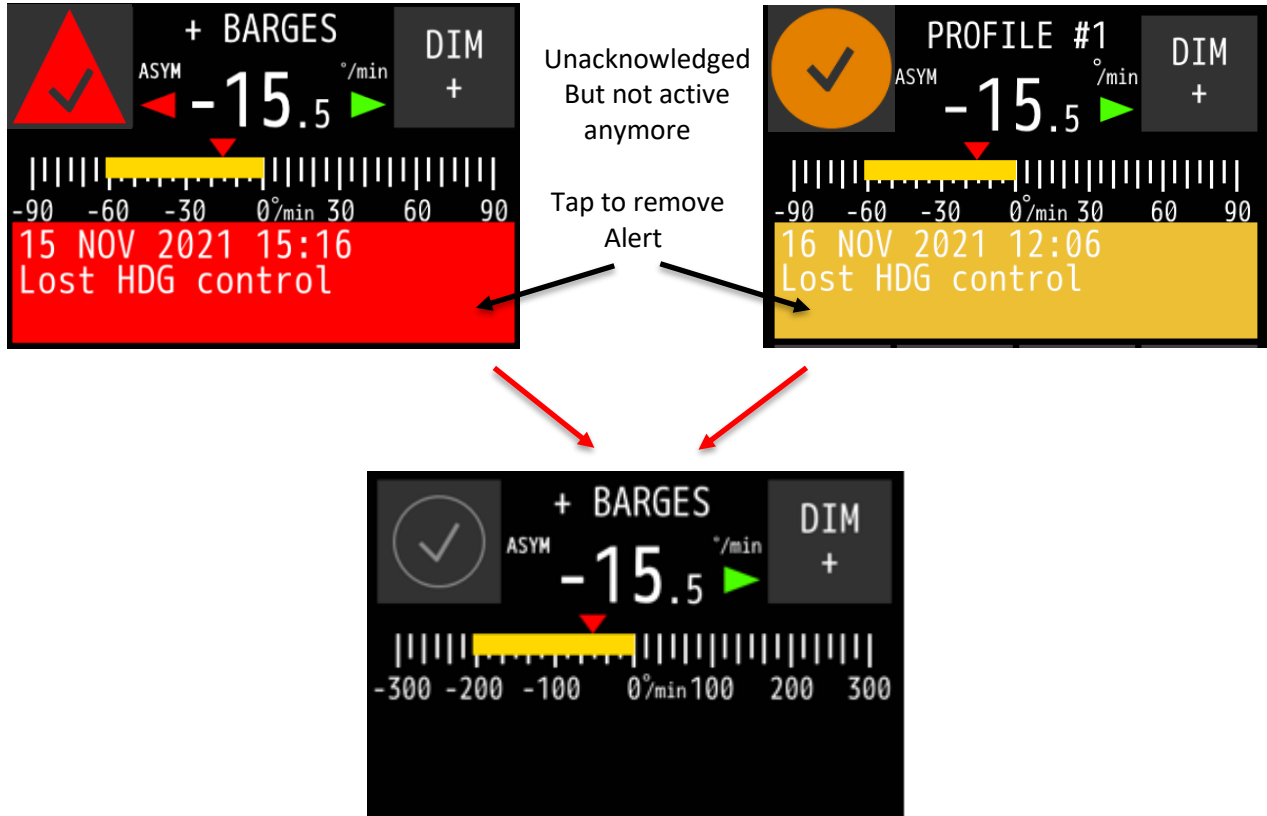 + BARGES
DIM
+
ASYM
-15.5
°/min
-90 -60 -30 0°/min 30 60 90
15 NOV 2021 15:16
Lost HDG control
Unacknowledged
But not active
anymore
Tap to remove
Alert
PROFILE #1
DIM
+
ASYM
-15.5
°/min
-90 -60 -30 0°/min 30 60 90
16 NOV 2021 12:06
Lost HDG control
+ BARGES
DIM
+
ASYM
-15.5
°/min
-300 -200 -100 0°/min 100 200 300